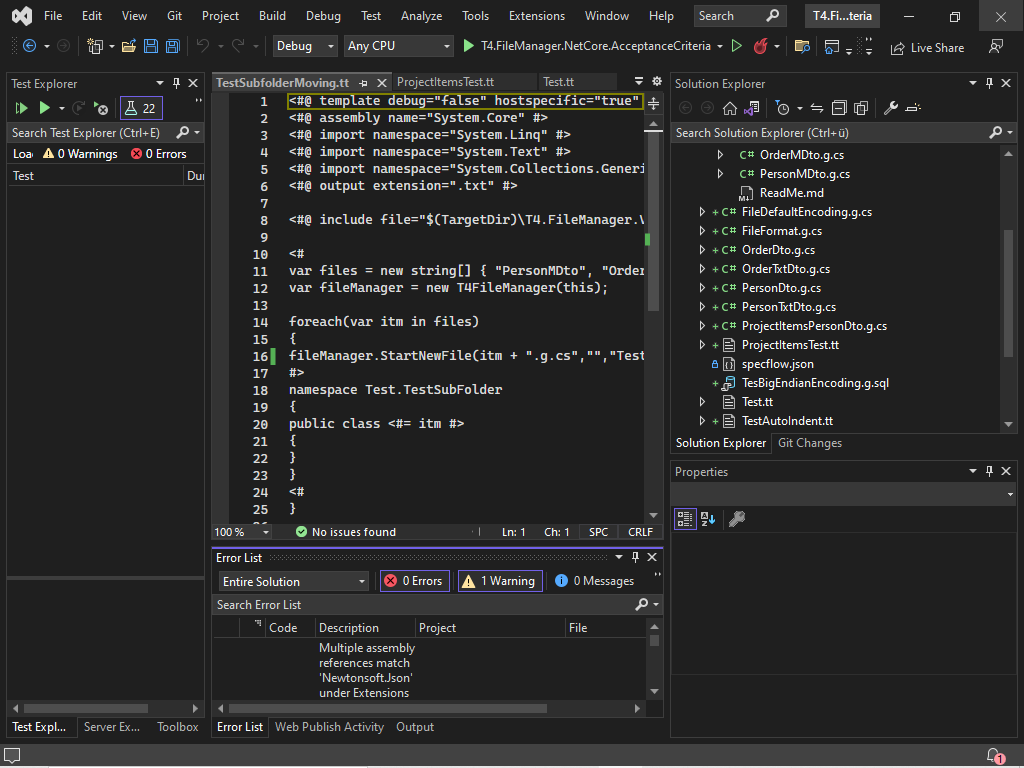 File Edit View Git Project Build Debug Test Analyze Tools Extensions Window Help Search T4.Fi...teria
Debug Any CPU T4.FileManager.NetCore.AcceptanceCriteria Live Share
Test Explorer
22
Search Test Explorer (Ctrl+E)
Loa 0 Warnings 0 Errors
Test Dur
Test Expl... Server Ex... Toolbox
TestSubfolderMoving.tt ProjectItemsTest.tt Test.tt
1 <#@ template debug="false" hostspecific="true"
2 <#@ assembly name="System.Core" #>
3 <#@ import namespace="System.Linq" #>
4 <#@ import namespace="System.Text" #>
5 <#@ import namespace="System.Collections.Generi
6 <#@ output extension=".txt" #>
7
8 <#@ include file="$(TargetDir)\T4.FileManager.V
9
10 <#
11 var files = new string[] { "PersonMDto", "Order
12 var fileManager = new T4FileManager(this);
13
14 foreach(var itm in files)
15 {
16 fileManager.StartNewFile(itm + ".g.cs","","Test
17 #>
18 namespace Test.TestSubFolder
19 {
20 public class <#= itm #>
21 {
22 }
23 }
24 <#
25 }
100 % No issues found Ln: 1 Ch: 1 SPC CRLF
Error List
Entire Solution 0 Errors 1 Warning 0 Messages
Search Error List
Code Description Project File
Multiple assembly
references match
'Newtonsoft.Json'
under Extensions
Error List Web Publish Activity Output
Solution Explorer
Search Solution Explorer (Ctrl+ü)
C# OrderMDto.g.cs
C# PersonMDto.g.cs
M↓ ReadMe.md
+ C# FileDefaultEncoding.g.cs
+ C# FileFormat.g.cs
+ C# OrderDto.g.cs
+ C# OrderTxtDto.g.cs
+ C# PersonDto.g.cs
+ C# PersonTxtDto.g.cs
+ C# ProjectItemsPersonDto.g.cs
+ ProjectItemsTest.tt
specflow.json
+ TesBigEndianEncoding.g.sql
Test.tt
+ TestAutoIndent.tt
Solution Explorer Git Changes
Properties
1